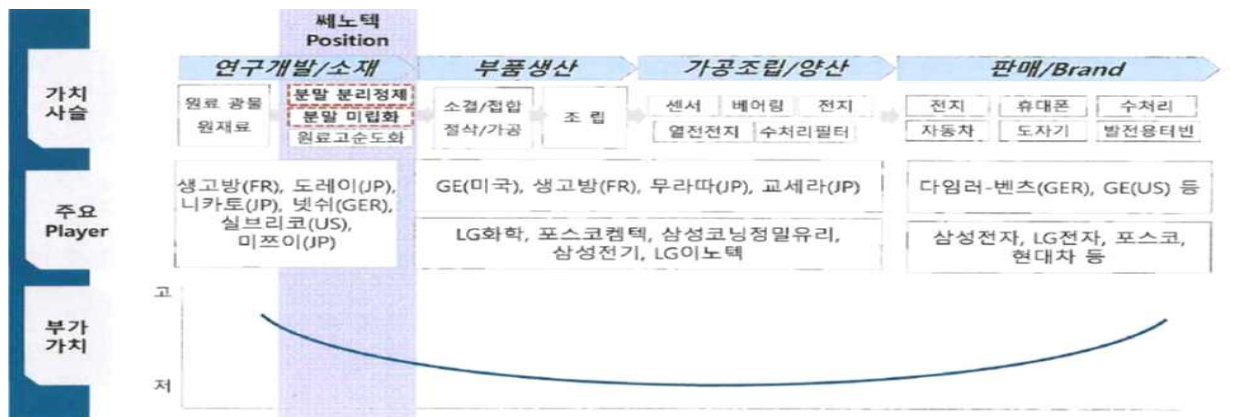 쎄노텍
Position
연구개발/소재
부품생산
가공조립/양산
판매/Brand
가치
사슬
원료 광물
원재료
분말 분리정제
분말 미립화
원료고순도화
소결/접합
절삭/가공
조 립
센서
베어링
전지
열전전지
수처리필터
전지
휴대폰
수처리
자동차
도자기
발전용터빈
주요
Player
생고방(FR), 도레이(JP),
니카토(JP), 넷쉬(GER),
실브리코(US),
미쯔이(JP)
GE(미국), 생고방(FR), 무라따(JP), 교세라(JP)
LG화학, 포스코켐텍, 삼성코닝정밀유리,
삼성전기, LG이노텍
다임러-벤츠(GER), GE(US) 등
삼성전자, LG전자, 포스코,
현대차 등
부가
가치
고
저